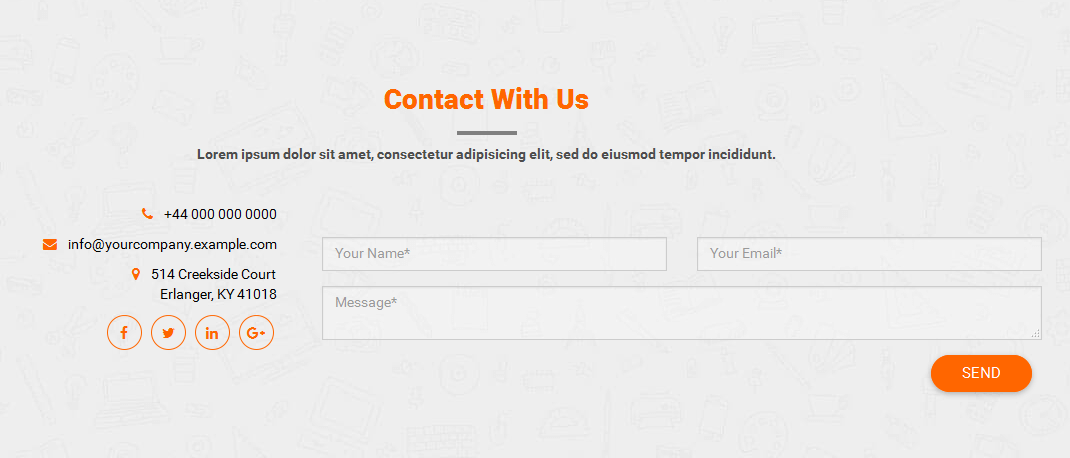 Contact With Us
Lorem ipsum dolor sit amet, consectetur adipisicing elit, sed do eiusmod tempor incididunt.
+44 000 000 0000
info@yourcompany.example.com
514 Creekside Court
Erlanger, KY 41018
Your Name*
Your Email*
Message*
SEND